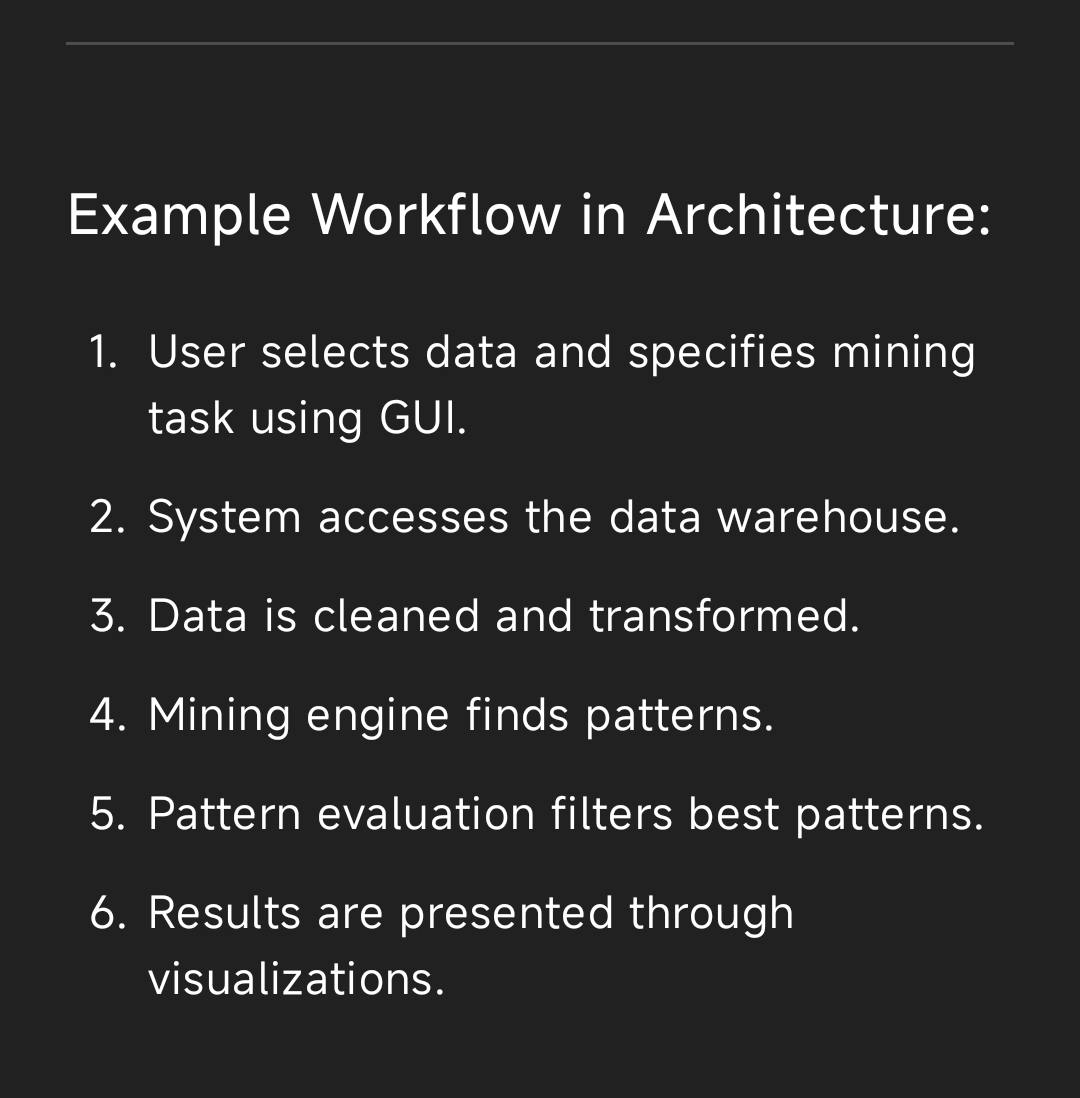 Example Workflow in Architecture:
1. User selects data and specifies mining
task using GUI.
2. System accesses the data warehouse.
3. Data is cleaned and transformed.
4. Mining engine finds patterns.
5. Pattern evaluation filters best patterns.
6. Results are presented through
visualizations.